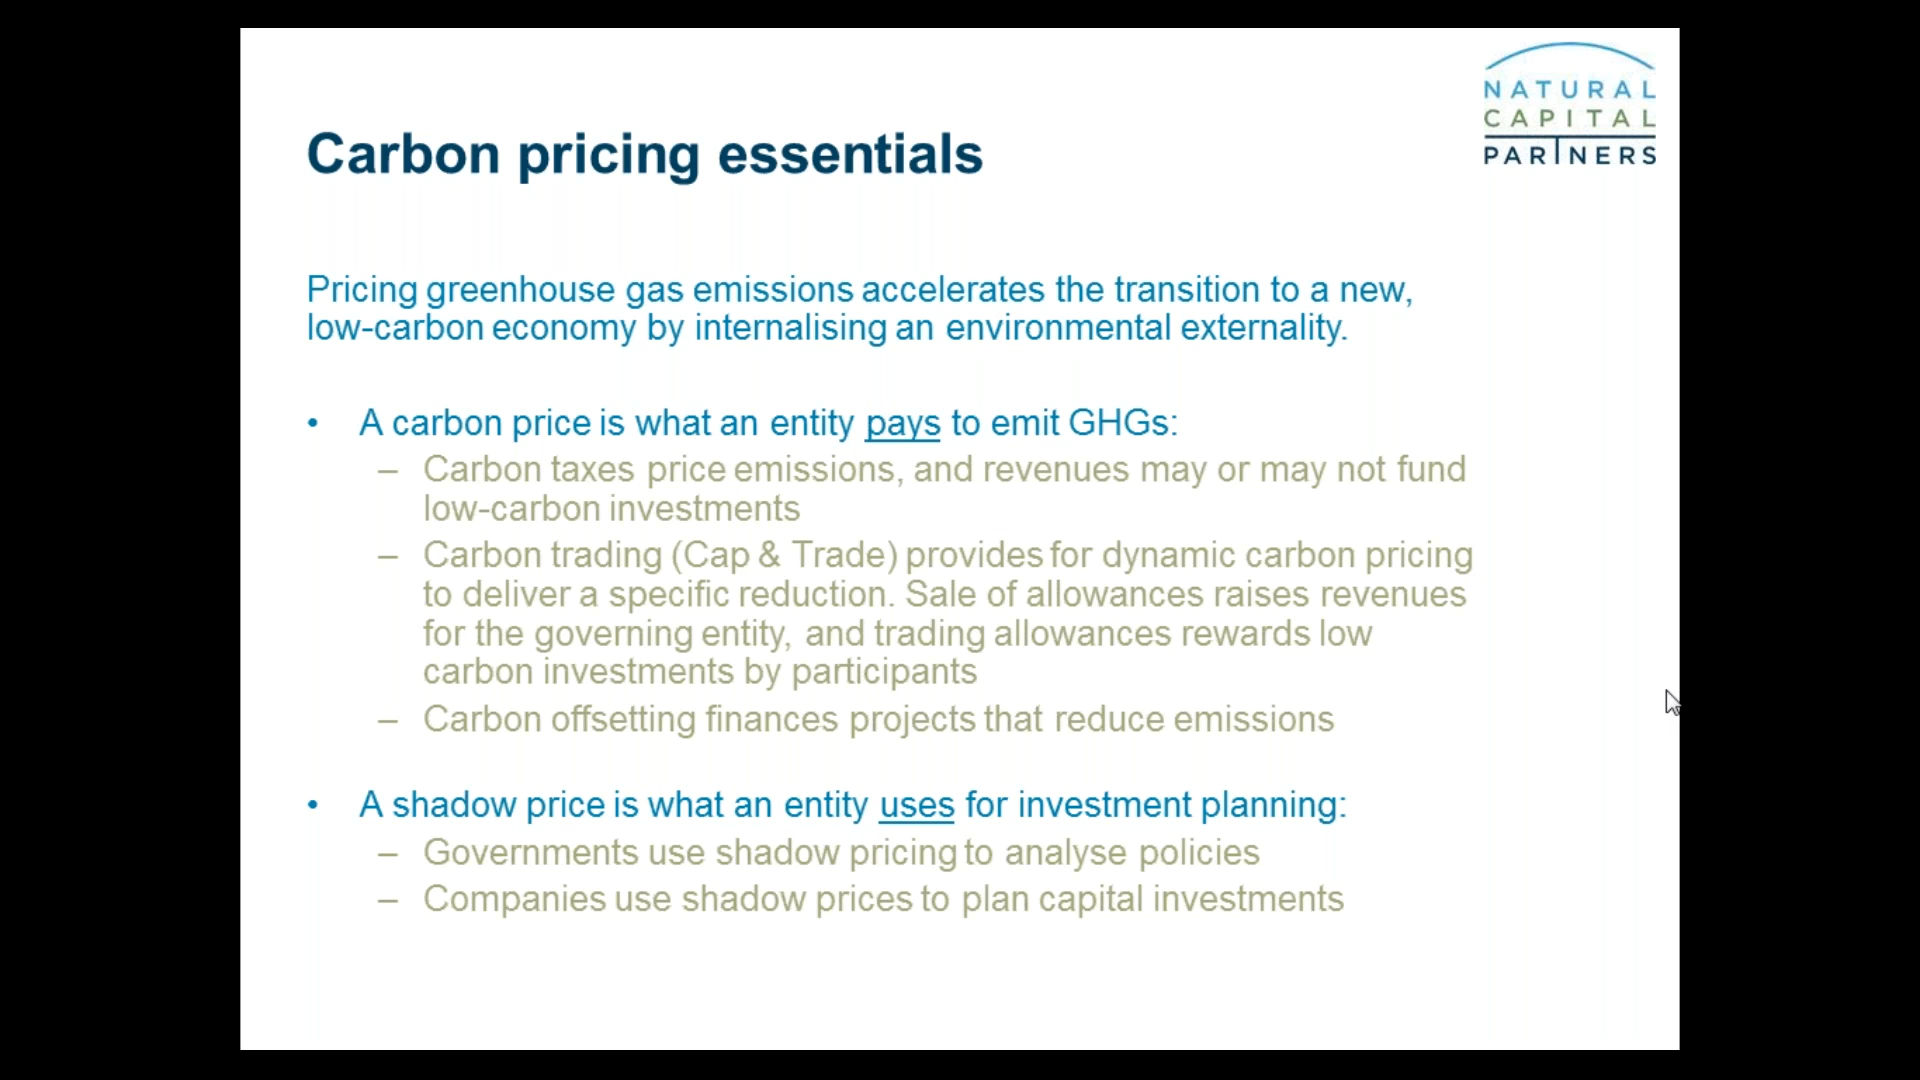 NATURAL
CAPITAL
PARTNERS
Carbon pricing essentials
Pricing greenhouse gas emissions accelerates the transition to a new,
low-carbon economy by internalising an environmental externality.
• A carbon price is what an entity pays to emit GHGs:
– Carbon taxes price emissions, and revenues may or may not fund
low-carbon investments
– Carbon trading (Cap & Trade) provides for dynamic carbon pricing
to deliver a specific reduction. Sale of allowances raises revenues
for the governing entity, and trading allowances rewards low
carbon investments by participants
– Carbon offsetting finances projects that reduce emissions
• A shadow price is what an entity uses for investment planning:
– Governments use shadow pricing to analyse policies
– Companies use shadow prices to plan capital investments